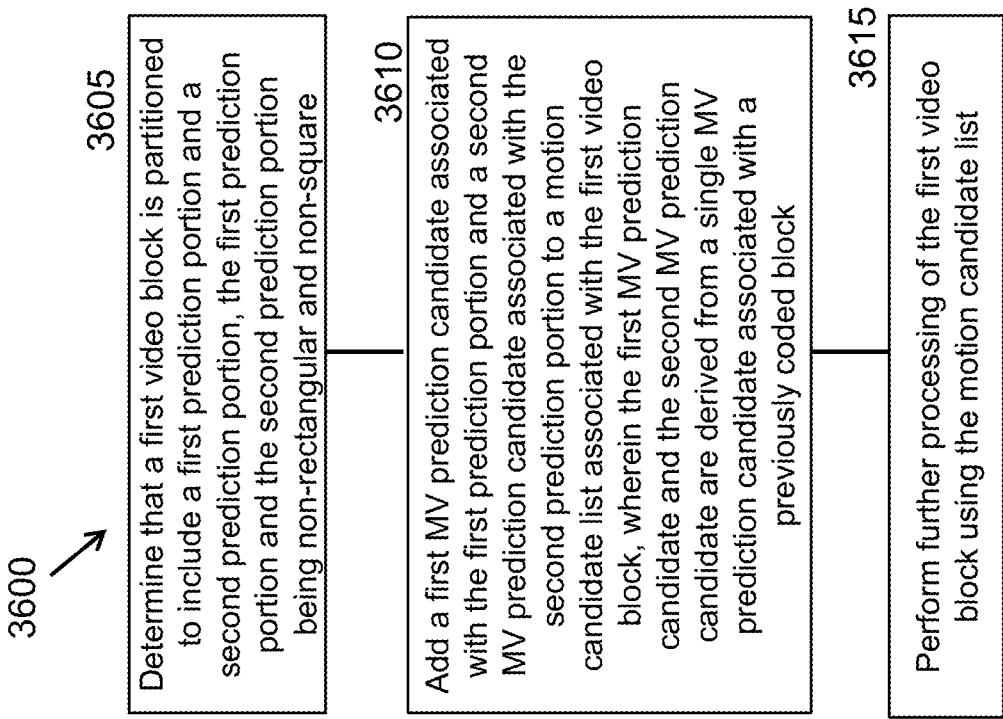 3600
3605
Determine that a first video block is partitioned
to include a first prediction portion and a
second prediction portion, the first prediction
portion and the second prediction portion
being non-rectangular and non-square
3610
Add a first MV prediction candidate associated
with the first prediction portion and a second
MV prediction candidate associated with the
second prediction portion to a motion
candidate list associated with the first video
block, wherein the first MV prediction
candidate and the second MV prediction
candidate are derived from a single MV
prediction candidate associated with a
previously coded block
3615
Perform further processing of the first video
block using the motion candidate list